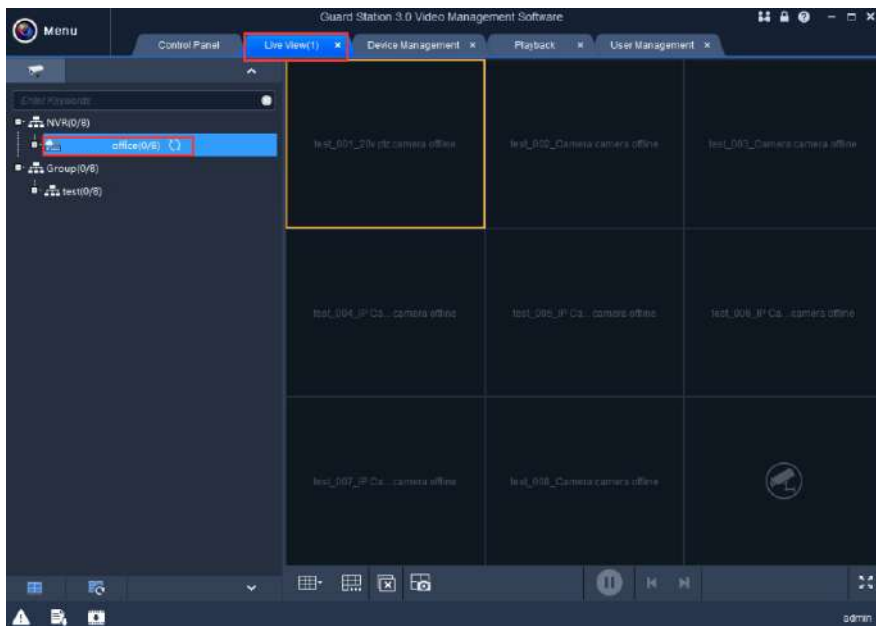 Guard Station 3.0 Video Management Software
Menu
Control Panel
Live View(1) ×
Device Management ×
Playback ×
User Management ×
Enter Keywords
NVR(0/8)
office(0/8)
Group(0/8)
test(0/8)
test_001_20v ptz camera offline
test_002_Camera camera offline
test_003_Camera camera offline
test_004_IP Ca... camera offline
test_005_IP Ca... camera offline
test_006_IP Ca... camera offline
test_007_IP Ca... camera offline
test_008_Camera camera offline
admin